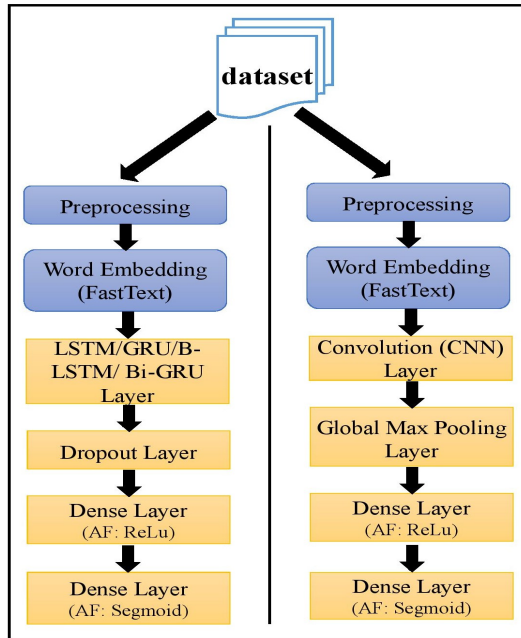 dataset
Preprocessing
Word Embedding
(FastText)
LSTM/GRU/B-
LSTM/ Bi-GRU
Layer
Dropout Layer
Dense Layer
(AF: ReLu)
Dense Layer
(AF: Segmoid)
Preprocessing
Word Embedding
(FastText)
Convolution (CNN)
Layer
Global Max Pooling
Layer
Dense Layer
(AF: ReLu)
Dense Layer
(AF: Segmoid)